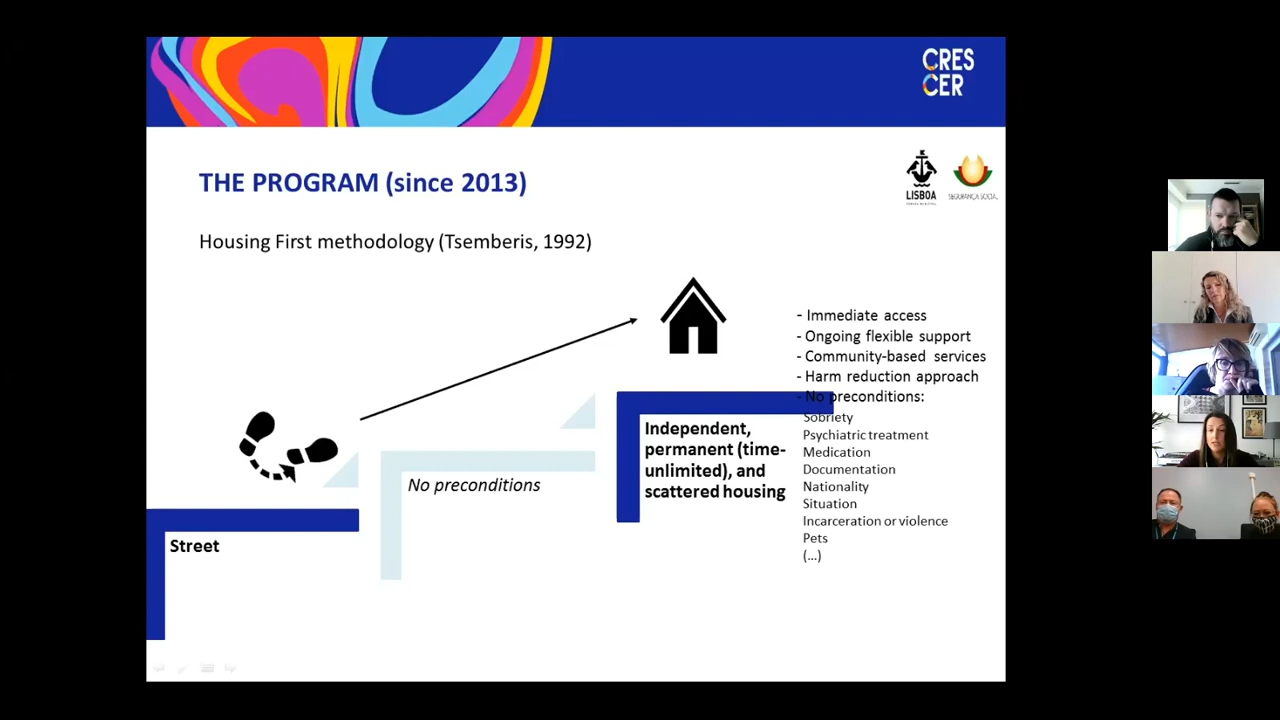 CRES
CER
THE PROGRAM (since 2013)
LISBOA
SEGURANÇA SOCIAL
Housing First methodology (Tsemberis, 1992)
- Immediate access
- Ongoing flexible support
- Community-based services
- Harm reduction approach
- No preconditions:
Sobriety
Psychiatric treatment
Medication
Documentation
Nationality
Situation
Incarceration or violence
Pets
(...)
Independent,
permanent (time-
unlimited), and
scattered housing
No preconditions
Street